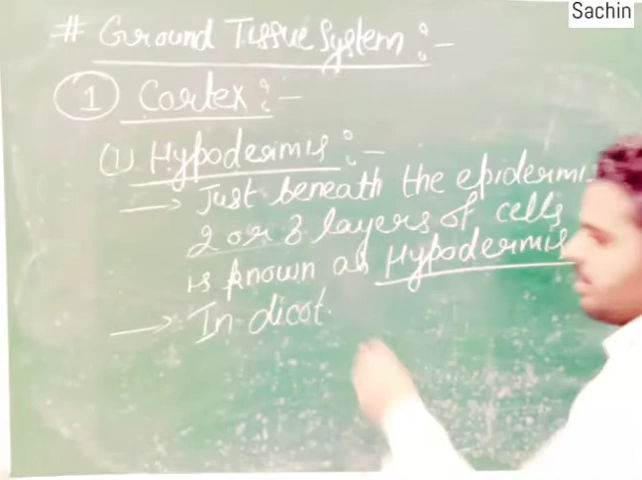 Sachin
# Ground Tissue System :-
① Cortex :-
(1) Hypodermis :-
→ Just beneath the epidermis
2 or 3 layers of cells
is known as Hypodermis
→ In dicot